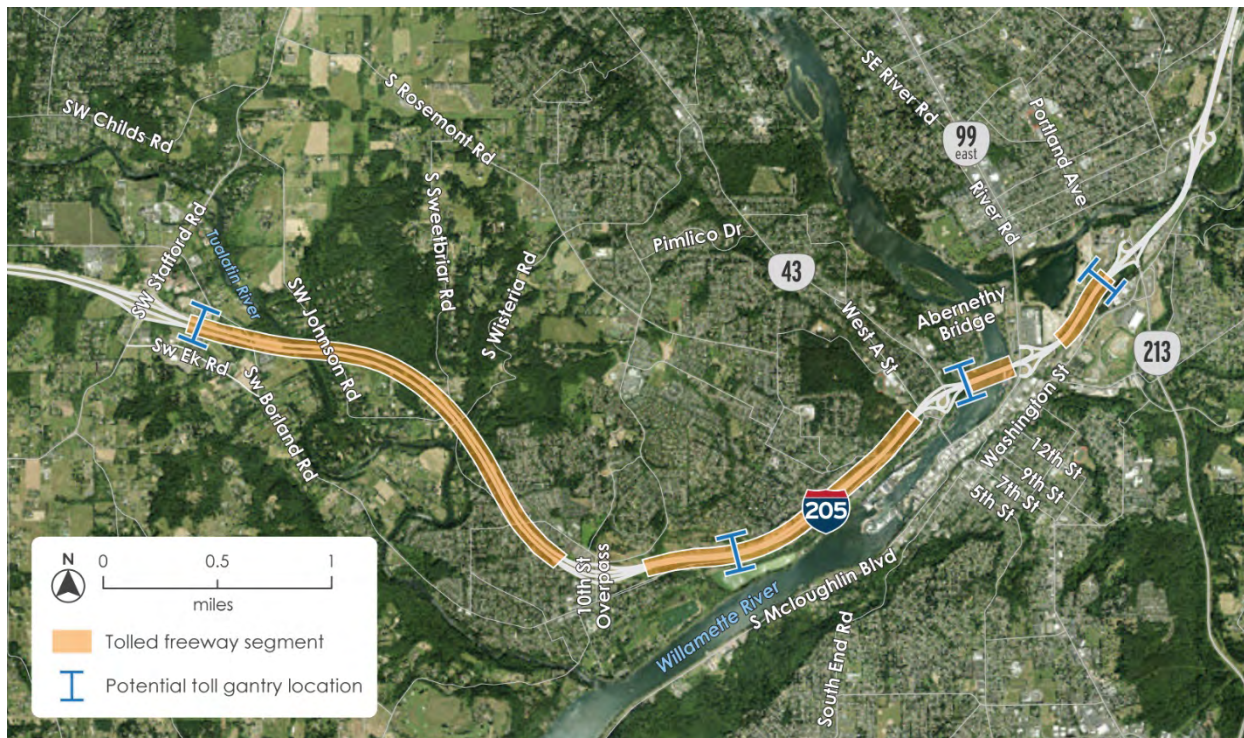 SW Childs Rd
S Rosemont Rd
SE River Rd
99
east
Portland Ave
River Rd
SW Stafford Rd
Tualatin River
S Sweetbriar Rd
Pimlico Dr
43
S Wisteria Rd
SW Johnson Rd
West A St
Abernethy
Bridge
213
Sw Ek Rd
SW Borland Rd
Washington St
12th St
9th St
7th St
5th St
205
10th St
Overpass
S Mcloughlin Blvd
Willamette River
South End Rd
N
0 0.5 1
miles
Tolled freeway segment
Potential toll gantry location